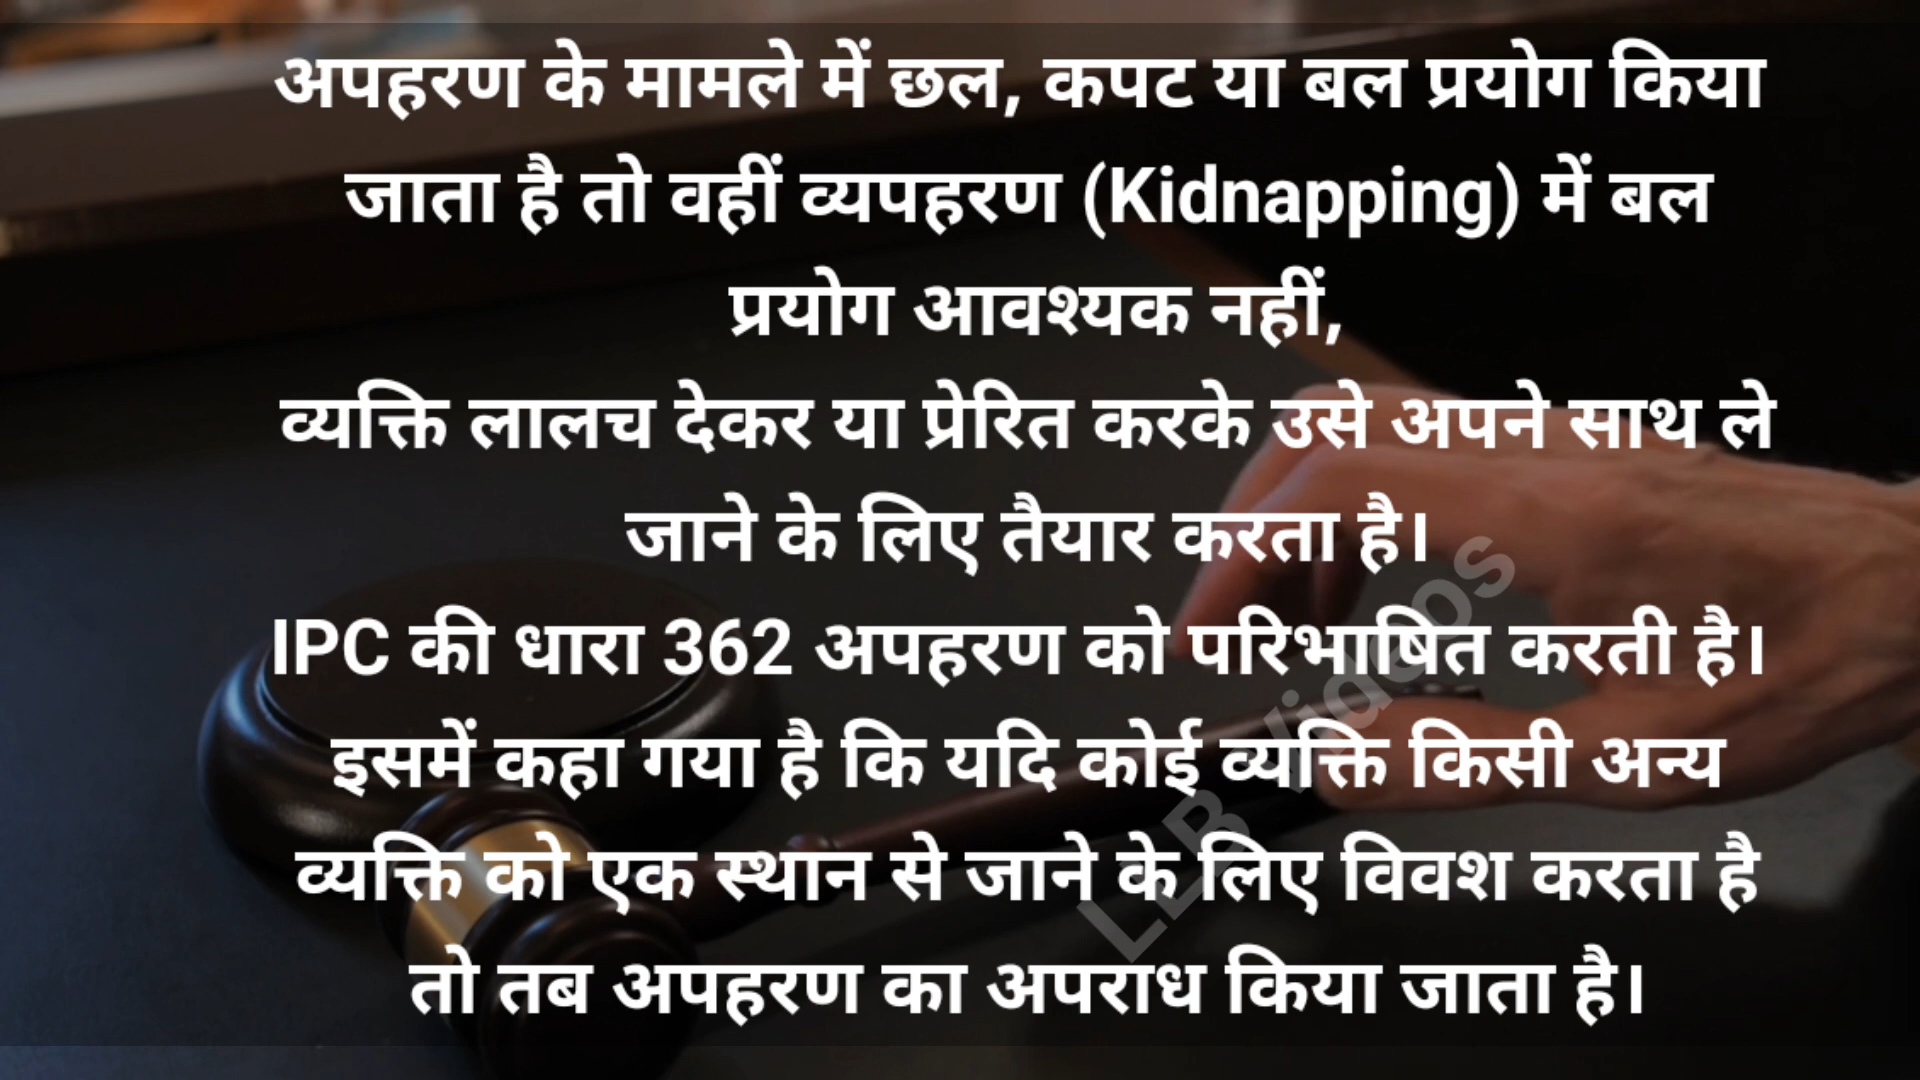 अपहरण के मामले में छल, कपट या बल प्रयोग किया
जाता है तो वहीं व्यपहरण (Kidnapping) में बल
प्रयोग आवश्यक नहीं,
व्यक्ति लालच देकर या प्रेरित करके उसे अपने साथ ले
जाने के लिए तैयार करता है।
IPC की धारा 362 अपहरण को परिभाषित करती है।
इसमें कहा गया है कि यदि कोई व्यक्ति किसी अन्य
व्यक्ति को एक स्थान से जाने के लिए विवश करता है
तो तब अपहरण का अपराध किया जाता है।
LLB Videos